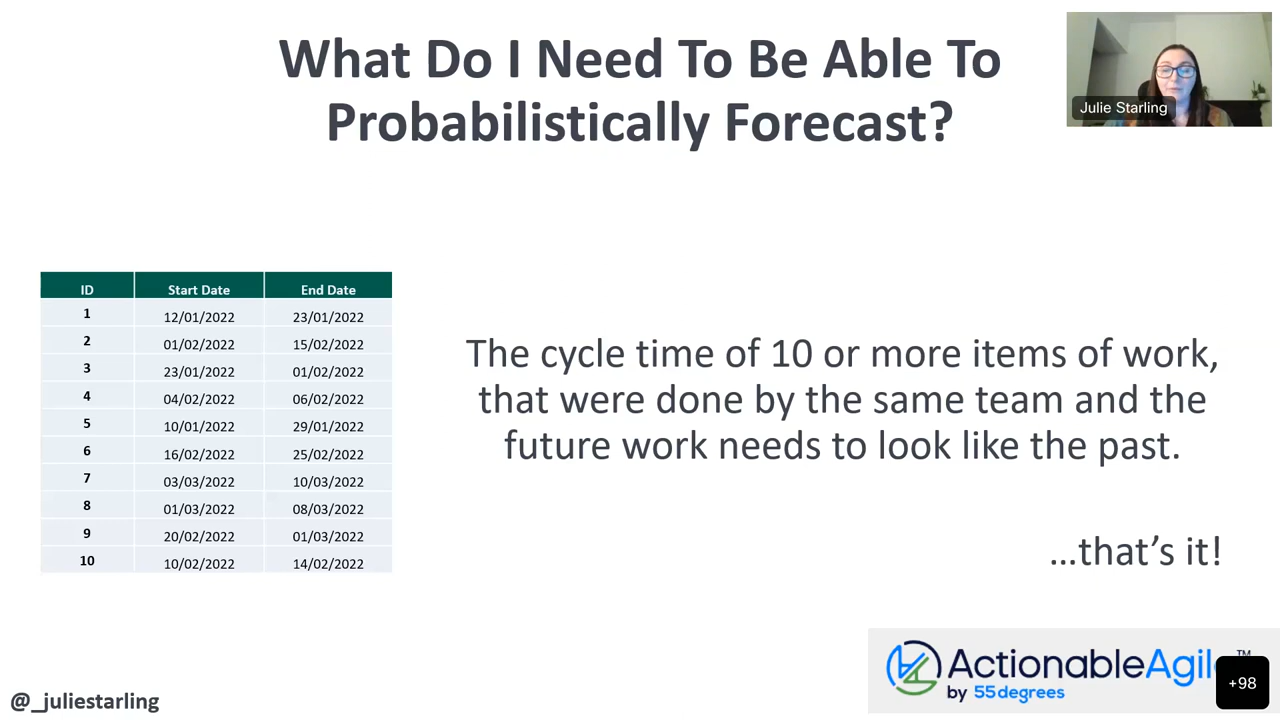 What Do I Need To Be Able To
Probabilistically Forecast?
Julie Starling
ID Start Date End Date
1 12/01/2022 23/01/2022
2 01/02/2022 15/02/2022
3 23/01/2022 01/02/2022
4 04/02/2022 06/02/2022
5 10/01/2022 29/01/2022
6 16/02/2022 25/02/2022
7 03/03/2022 10/03/2022
8 01/03/2022 08/03/2022
9 20/02/2022 01/03/2022
10 10/02/2022 14/02/2022
The cycle time of 10 or more items of work,
that were done by the same team and the
future work needs to look like the past.
...that’s it!
ActionableAgile™
by 55degrees
+98
@_juliestarling